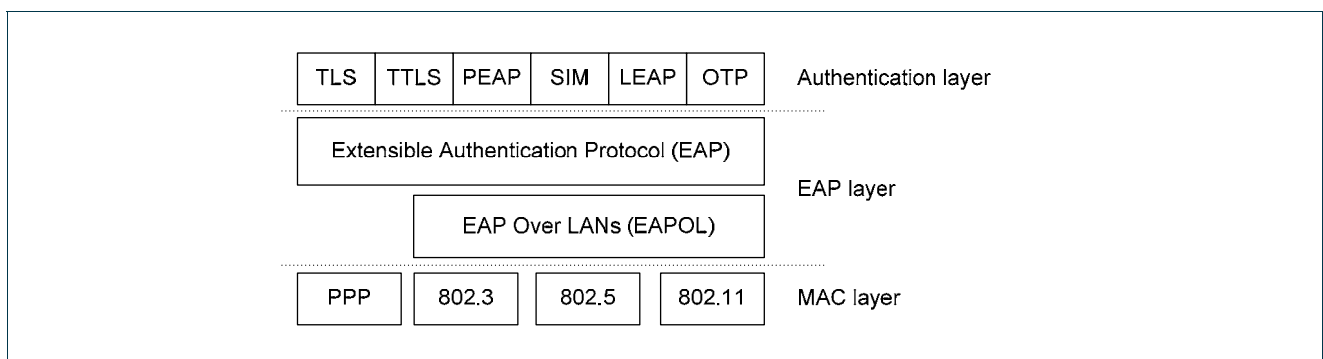 TLS TTLS PEAP SIM LEAP OTP Authentication layer
Extensible Authentication Protocol (EAP)
EAP layer
EAP Over LANs (EAPOL)
PPP 802.3 802.5 802.11 MAC layer